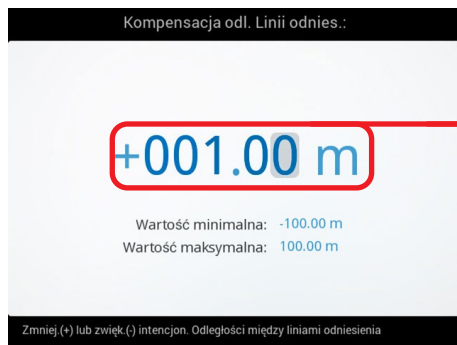 Kompensacja odl. Linii odnies.:
+001.00 m
Wartość minimalna: -100.00 m
Wartość maksymalna: 100.00 m
Zmniej.(+) lub zwięk.(-) intencjon. Odległości między liniami odniesienia